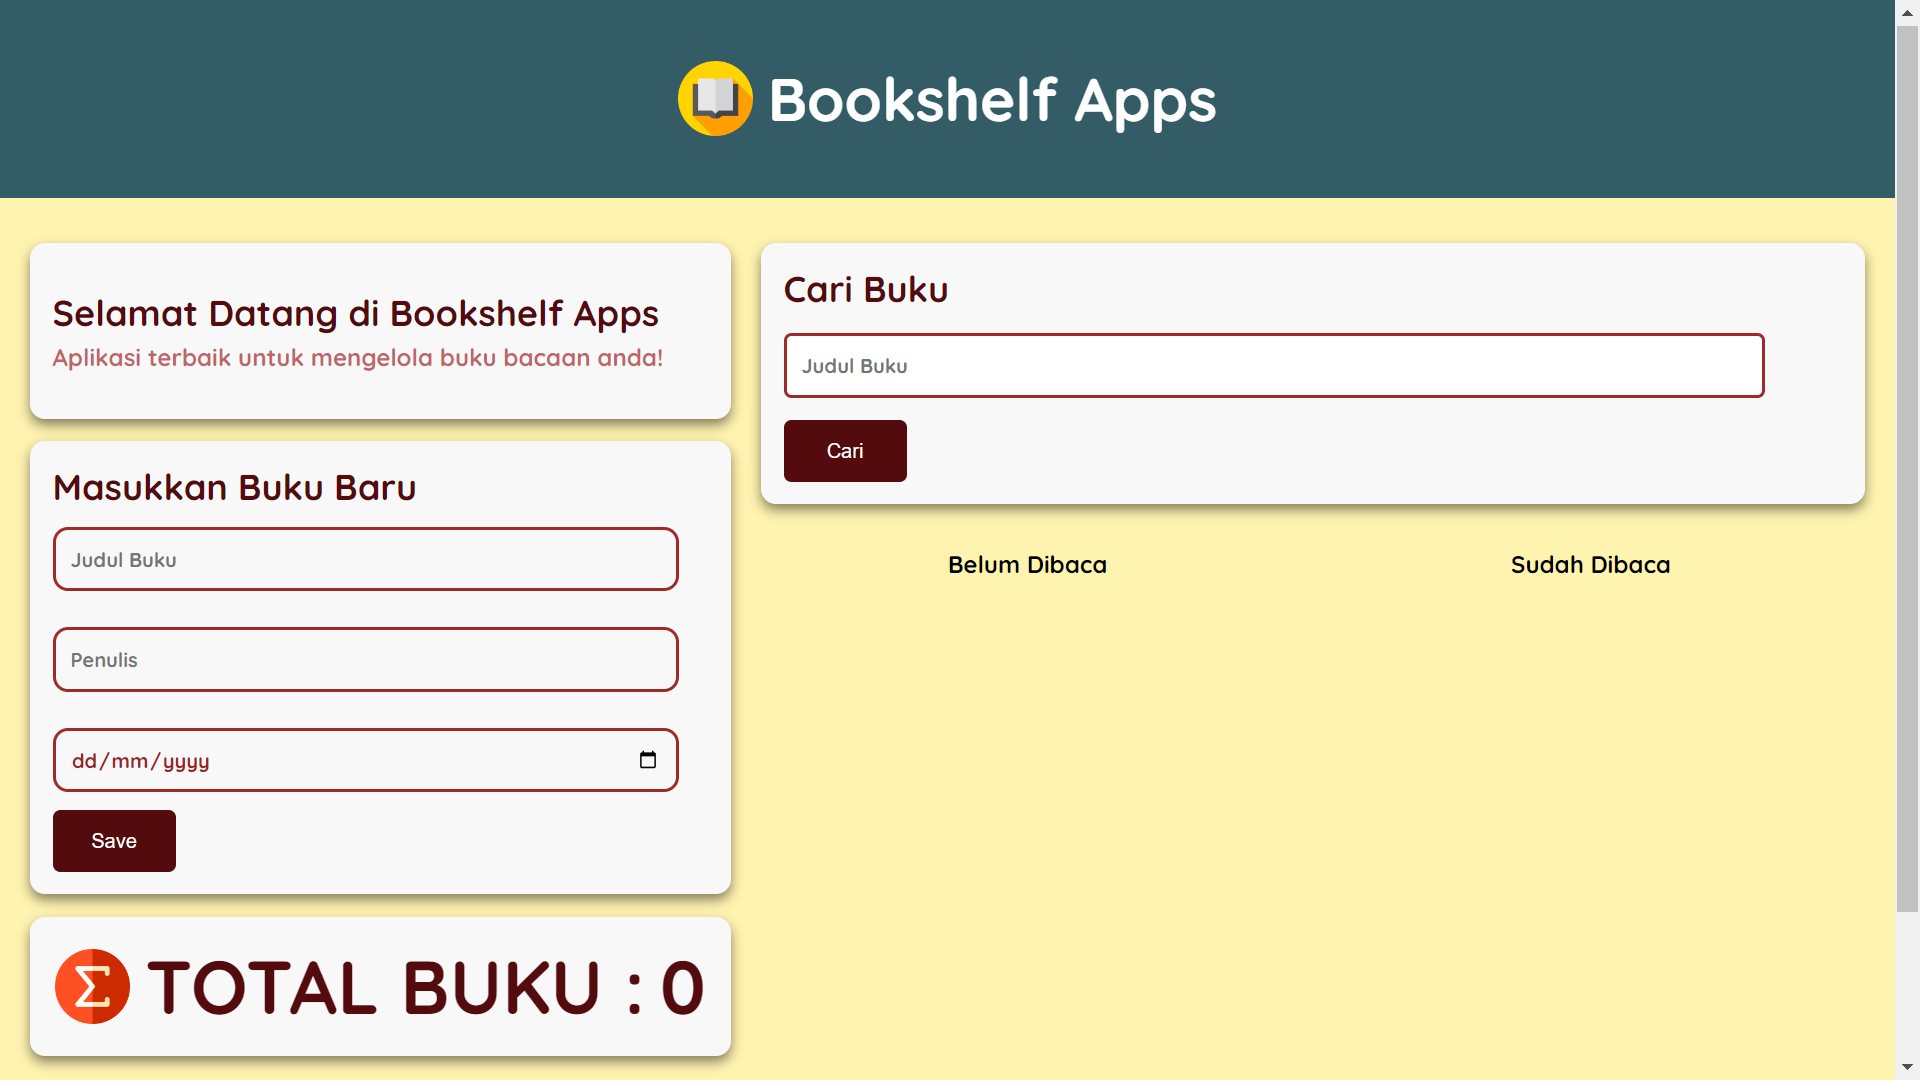 Bookshelf Apps
Selamat Datang di Bookshelf Apps
Aplikasi terbaik untuk mengelola buku bacaan anda!
Masukkan Buku Baru
Judul Buku
Penulis
dd/mm/yyyy
Save
Σ TOTAL BUKU : 0
Cari Buku
Judul Buku
Cari
Belum Dibaca
Sudah Dibaca